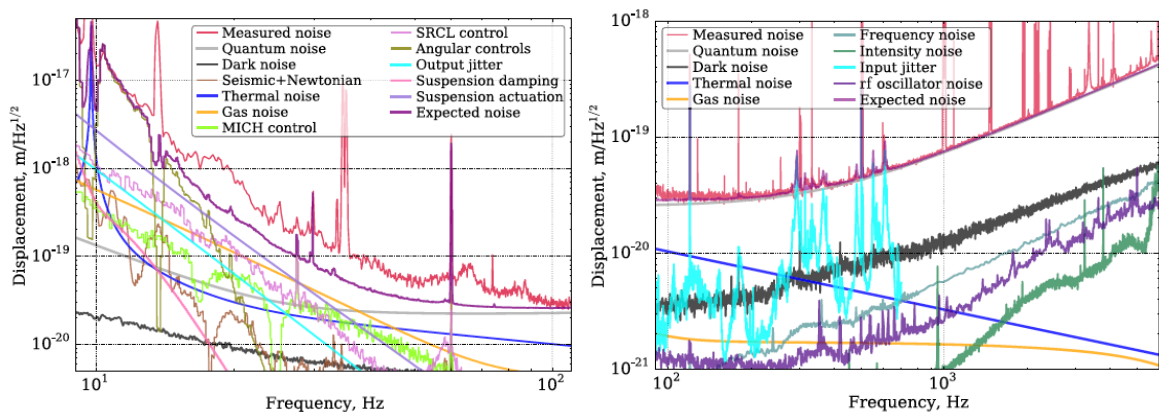 Measured noise
Quantum noise
Dark noise
Seismic+Newtonian
Thermal noise
Gas noise
MICH control
SRCL control
Angular controls
Output jitter
Suspension damping
Suspension actuation
Expected noise
Displacement, m/Hz^{1/2}
10^{-17}
10^{-18}
10^{-19}
10^{-20}
10^1
10^2
Frequency, Hz
Measured noise
Quantum noise
Dark noise
Thermal noise
Gas noise
Frequency noise
Intensity noise
Input jitter
rf oscillator noise
Expected noise
Displacement, m/Hz^{1/2}
10^{-18}
10^{-19}
10^{-20}
10^{-21}
10^2
10^3
Frequency, Hz